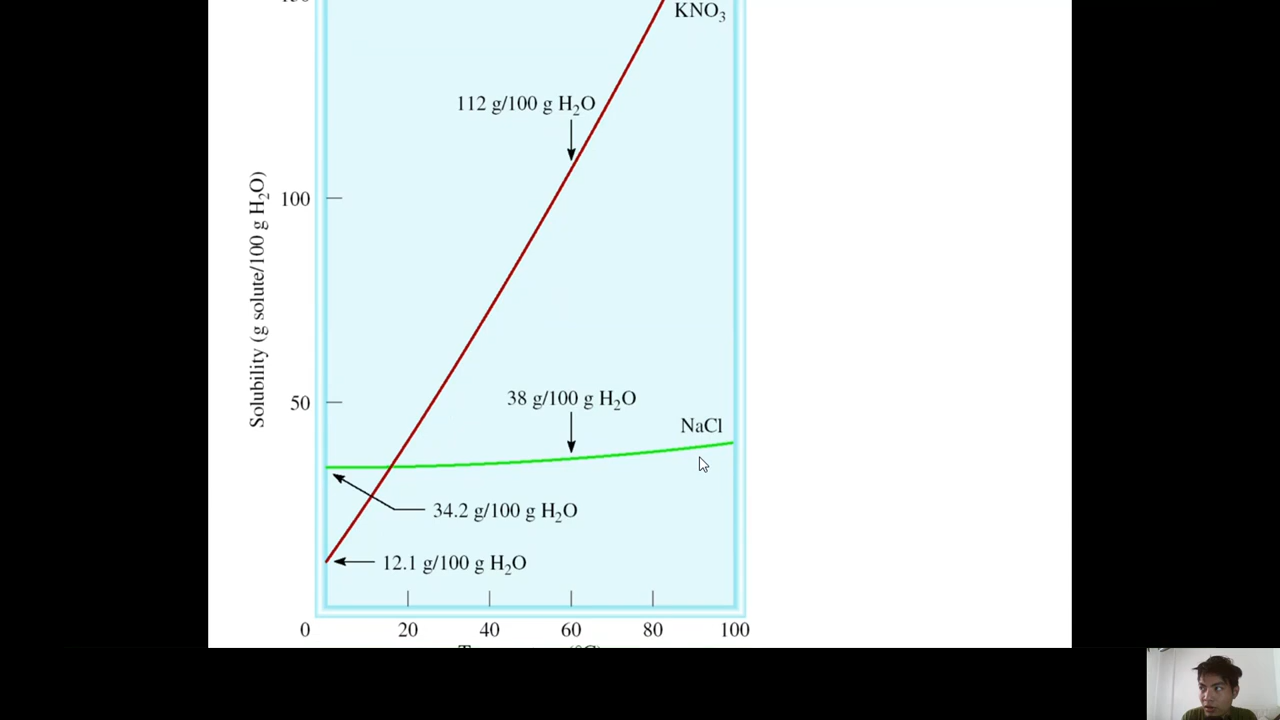 KNO₃
112 g/100 g H₂O
Solubility (g solute/100 g H₂O)
100
38 g/100 g H₂O
50
NaCl
34.2 g/100 g H₂O
12.1 g/100 g H₂O
0 20 40 60 80 100